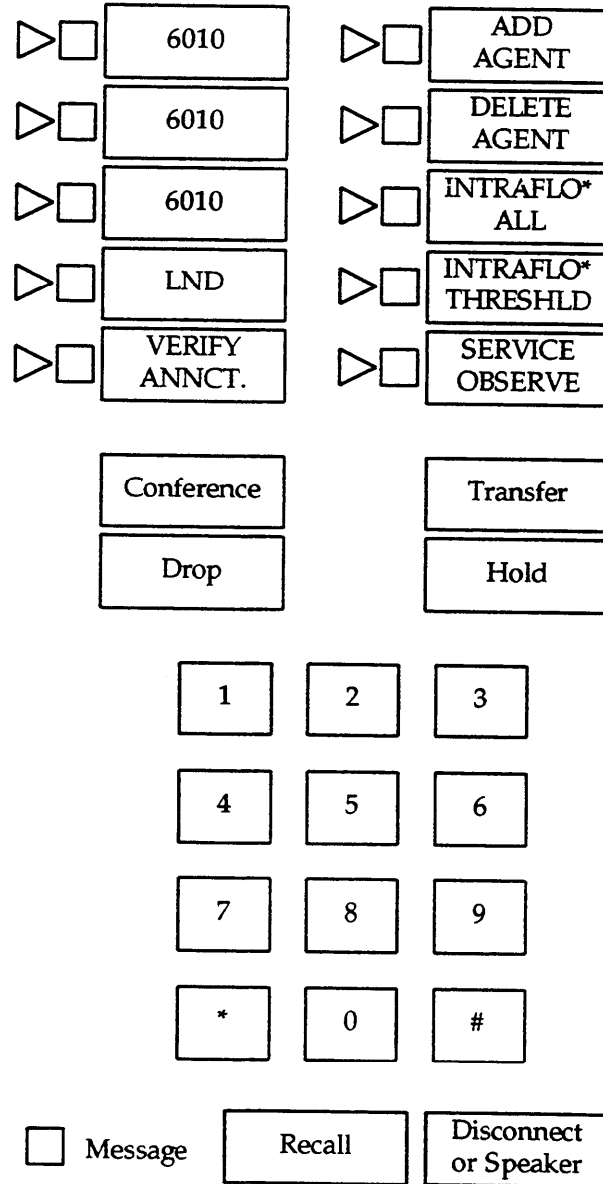 6010
ADD
AGENT
6010
DELETE
AGENT
6010
INTRAFLO*
ALL
LND
INTRAFLO*
THRESHLD
VERIFY
ANNCT.
SERVICE
OBSERVE
Conference
Transfer
Drop
Hold
1 2 3
4 5 6
7 8 9
* 0 #
Message
Recall
Disconnect
or Speaker